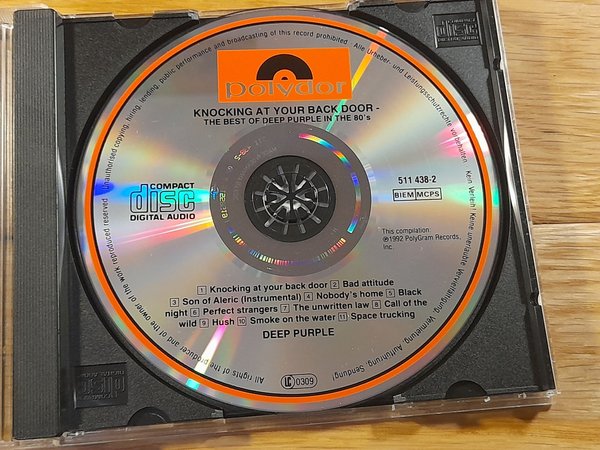 polydor
KNOCKING AT YOUR BACK DOOR -
THE BEST OF DEEP PURPLE IN THE 80's
COMPACT
disc
DIGITAL AUDIO
511 438-2
BIEM MCPS
This compilation
℗1992 PolyGram Records,
Inc.
1 Knocking at your back door 2 Bad attitude
3 Son of Aleric (Instrumental) 4 Nobody's home 5 Black
night 6 Perfect strangers 7 The unwritten law 8 Call of the
wild 9 Hush 10 Smoke on the water 11 Space trucking
DEEP PURPLE
LC 0309
All rights of the producer and of the owner of the work reproduced reserved Unauthorised copying, hiring, lending, public performance and broadcasting of this record prohibited · Alle Urheber- und Leistungsschutzrechte vorbehalten Kein Verleih! Keine unerlaubte Vervielfältigung, Vermietung, Aufführung, Sendung!